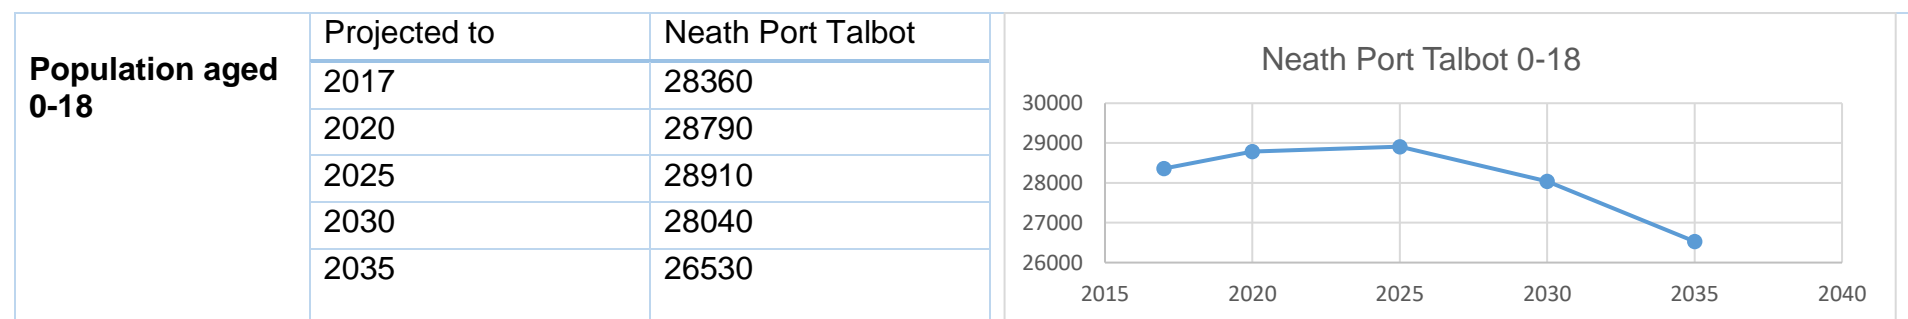 Population aged
0-18
Projected to Neath Port Talbot
2017 28360
2020 28790
2025 28910
2030 28040
2035 26530
Neath Port Talbot 0-18
30000
29000
28000
27000
26000
2015 2020 2025 2030 2035 2040